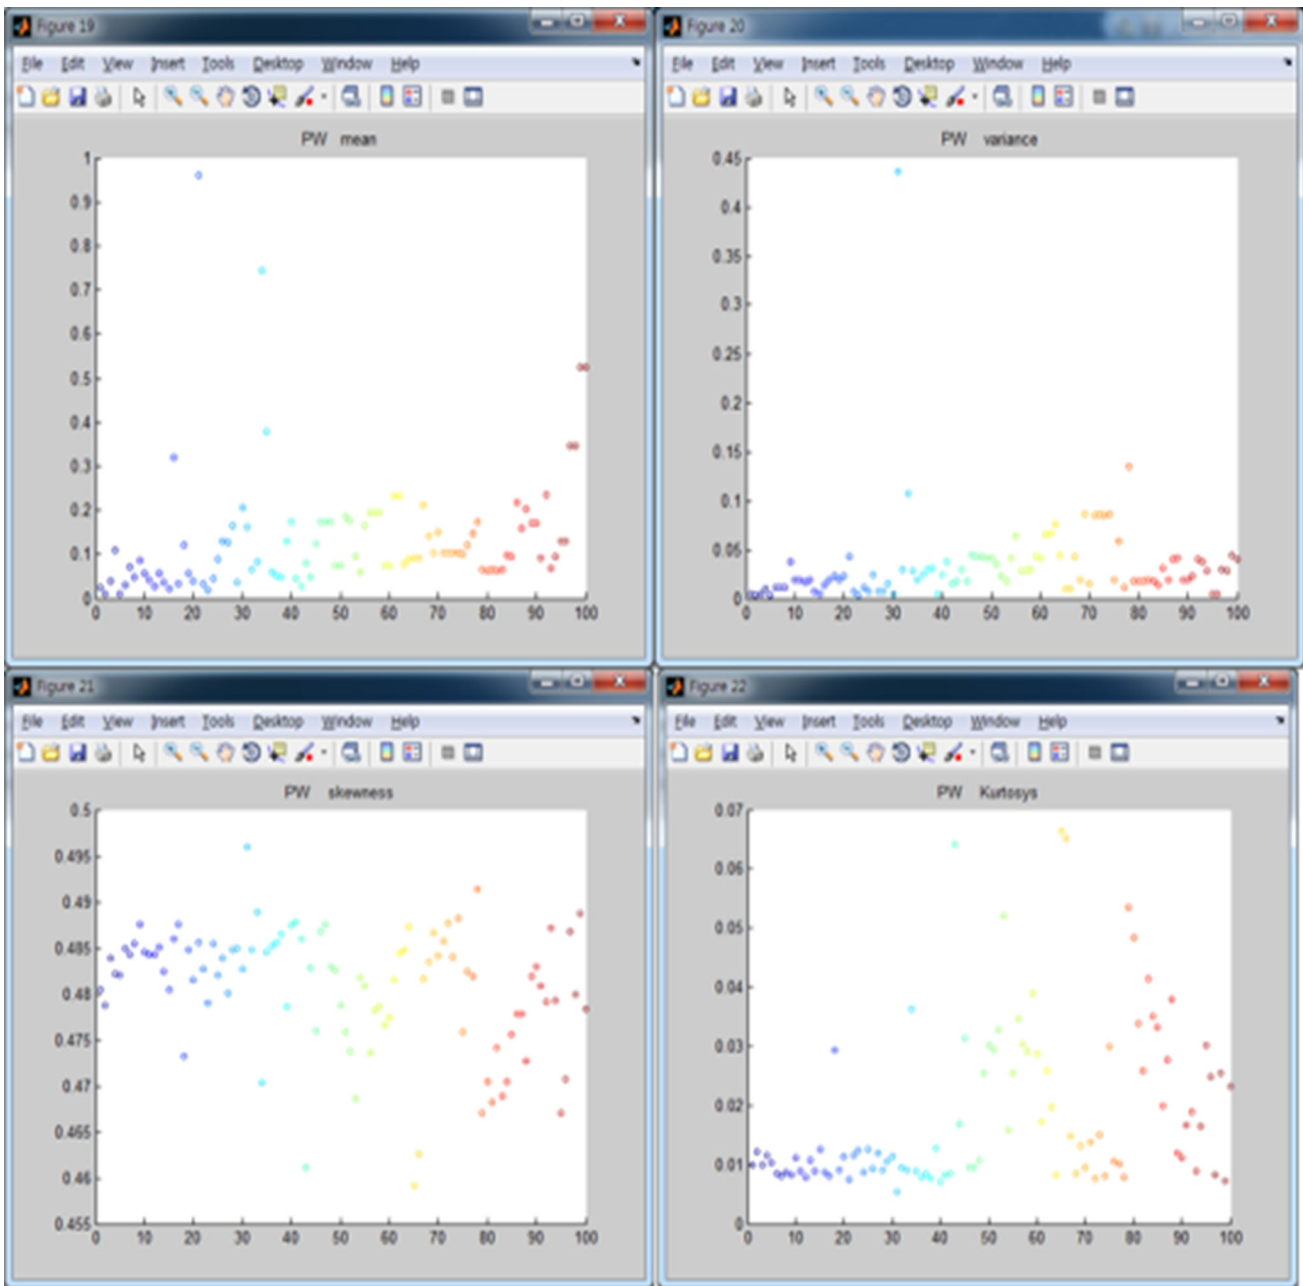 Figure 19
File Edit View Insert Tools Desktop Window Help
PW mean
1
0.9
0.8
0.7
0.6
0.5
0.4
0.3
0.2
0.1
0
0 10 20 30 40 50 60 70 80 90 100
Figure 20
File Edit View Insert Tools Desktop Window Help
PW variance
0.45
0.4
0.35
0.3
0.25
0.2
0.15
0.1
0.05
0
0 10 20 30 40 50 60 70 80 90 100
Figure 21
File Edit View Insert Tools Desktop Window Help
PW skewness
0.5
0.495
0.49
0.485
0.48
0.475
0.47
0.465
0.46
0.455
0 10 20 30 40 50 60 70 80 90 100
Figure 22
File Edit View Insert Tools Desktop Window Help
PW Kurtosys
0.07
0.06
0.05
0.04
0.03
0.02
0.01
0
0 10 20 30 40 50 60 70 80 90 100